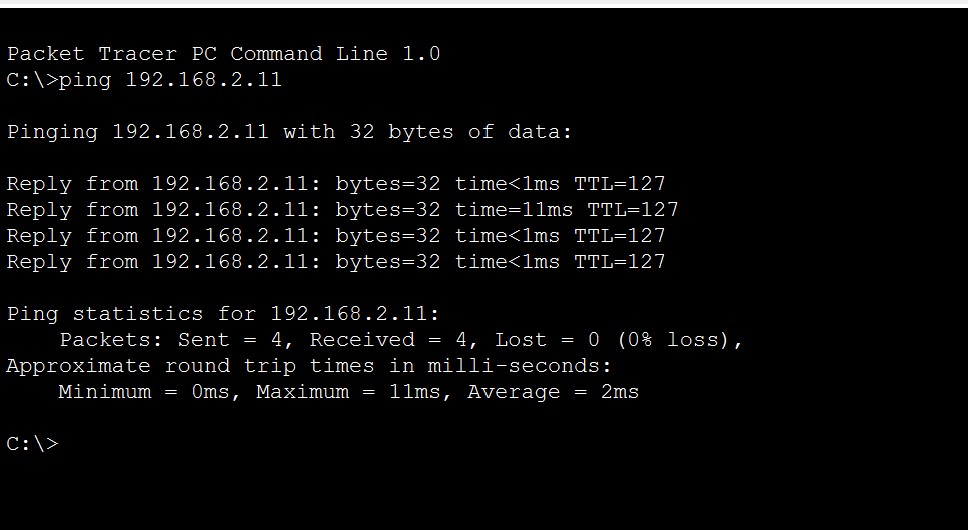 Packet Tracer PC Command Line 1.0
C:\>ping 192.168.2.11
Pinging 192.168.2.11 with 32 bytes of data:
Reply from 192.168.2.11: bytes=32 time<1ms TTL=127
Reply from 192.168.2.11: bytes=32 time=11ms TTL=127
Reply from 192.168.2.11: bytes=32 time<1ms TTL=127
Reply from 192.168.2.11: bytes=32 time<1ms TTL=127
Ping statistics for 192.168.2.11:
    Packets: Sent = 4, Received = 4, Lost = 0 (0% loss),
Approximate round trip times in milli-seconds:
    Minimum = 0ms, Maximum = 11ms, Average = 2ms
C:\>